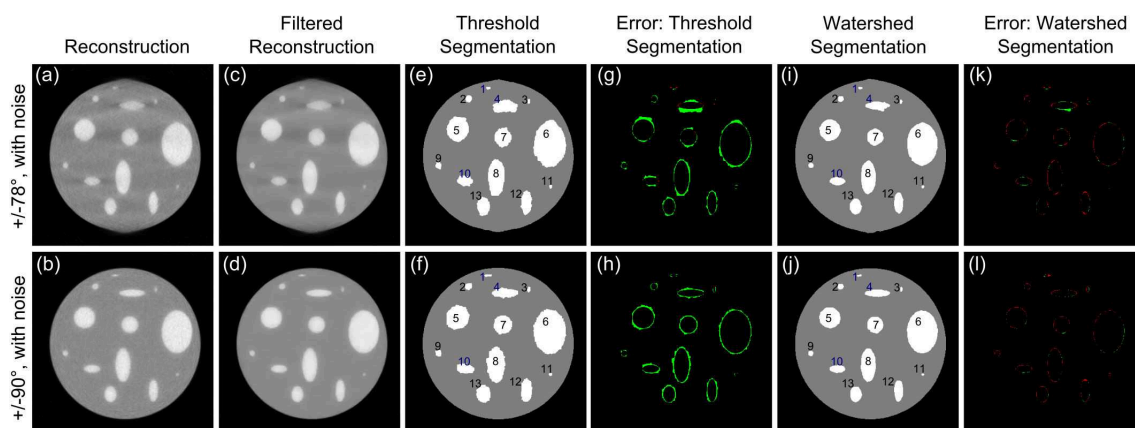 Reconstruction
Filtered
Reconstruction
Threshold
Segmentation
Error: Threshold
Segmentation
Watershed
Segmentation
Error: Watershed
Segmentation
+/-78°, with noise
(a)
(c)
(e)
1
2
4
3
5
7
6
9
8
10
11
12
13
(g)
(i)
1
2
4
3
5
7
6
9
8
10
11
12
13
(k)
+/-90°, with noise
(b)
(d)
(f)
1
2
4
3
5
7
6
9
8
10
11
12
13
(h)
(j)
1
2
4
3
5
7
6
9
8
10
11
12
13
(l)